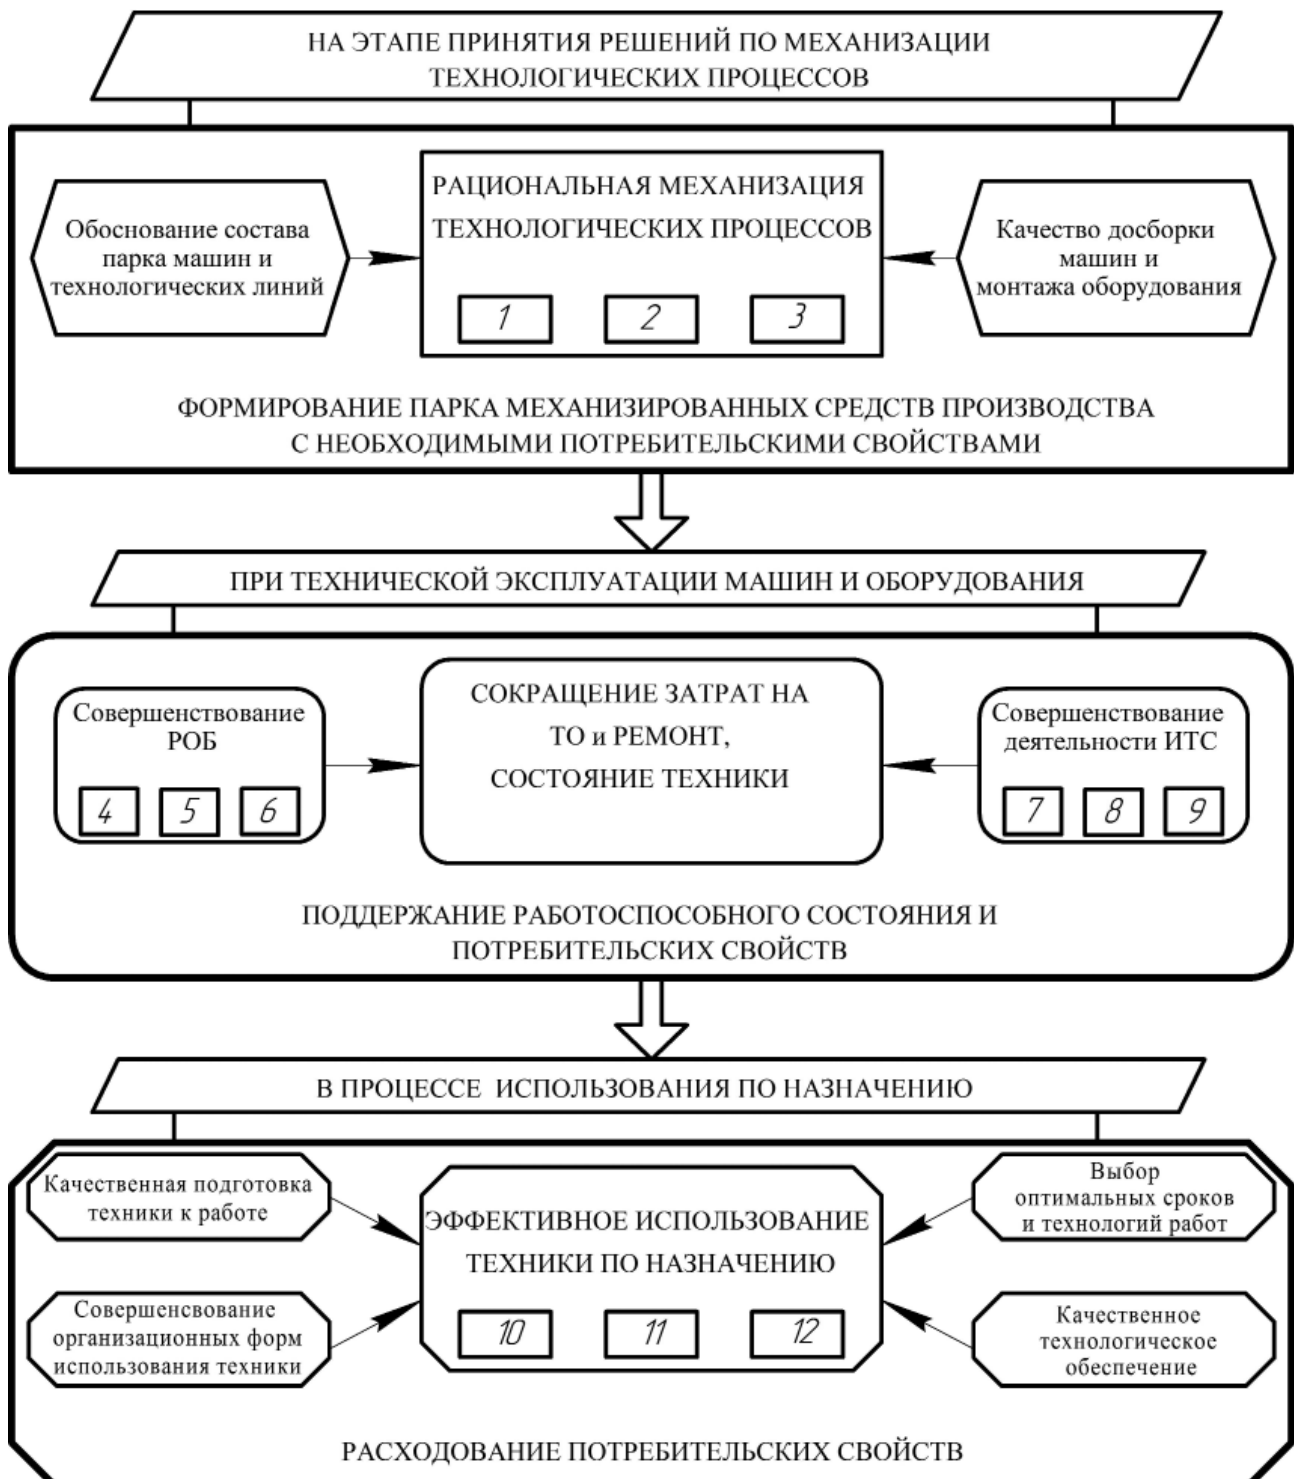 НА ЭТАПЕ ПРИНЯТИЯ РЕШЕНИЙ ПО МЕХАНИЗАЦИИ
ТЕХНОЛОГИЧЕСКИХ ПРОЦЕССОВ
Обоснование состава
парка машин и
технологических линий
РАЦИОНАЛЬНАЯ МЕХАНИЗАЦИЯ
ТЕХНОЛОГИЧЕСКИХ ПРОЦЕССОВ
1 2 3
Качество досборки
машин и
монтажа оборудования
ФОРМИРОВАНИЕ ПАРКА МЕХАНИЗИРОВАННЫХ СРЕДСТВ ПРОИЗВОДСТВА
С НЕОБХОДИМЫМИ ПОТРЕБИТЕЛЬСКИМИ СВОЙСТВАМИ
ПРИ ТЕХНИЧЕСКОЙ ЭКСПЛУАТАЦИИ МАШИН И ОБОРУДОВАНИЯ
Совершенствование
РОБ
4 5 6
СОКРАЩЕНИЕ ЗАТРАТ НА
ТО и РЕМОНТ,
СОСТОЯНИЕ ТЕХНИКИ
Совершенствование
деятельности ИТС
7 8 9
ПОДДЕРЖАНИЕ РАБОТОСПОСОБНОГО СОСТОЯНИЯ И
ПОТРЕБИТЕЛЬСКИХ СВОЙСТВ
В ПРОЦЕССЕ ИСПОЛЬЗОВАНИЯ ПО НАЗНАЧЕНИЮ
Качественная подготовка
техники к работе
Совершенсвование
организационных форм
использования техники
ЭФФЕКТИВНОЕ ИСПОЛЬЗОВАНИЕ
ТЕХНИКИ ПО НАЗНАЧЕНИЮ
10 11 12
Выбор
оптимальных сроков
и технологий работ
Качественное
технологическое
обеспечение
РАСХОДОВАНИЕ ПОТРЕБИТЕЛЬСКИХ СВОЙСТВ